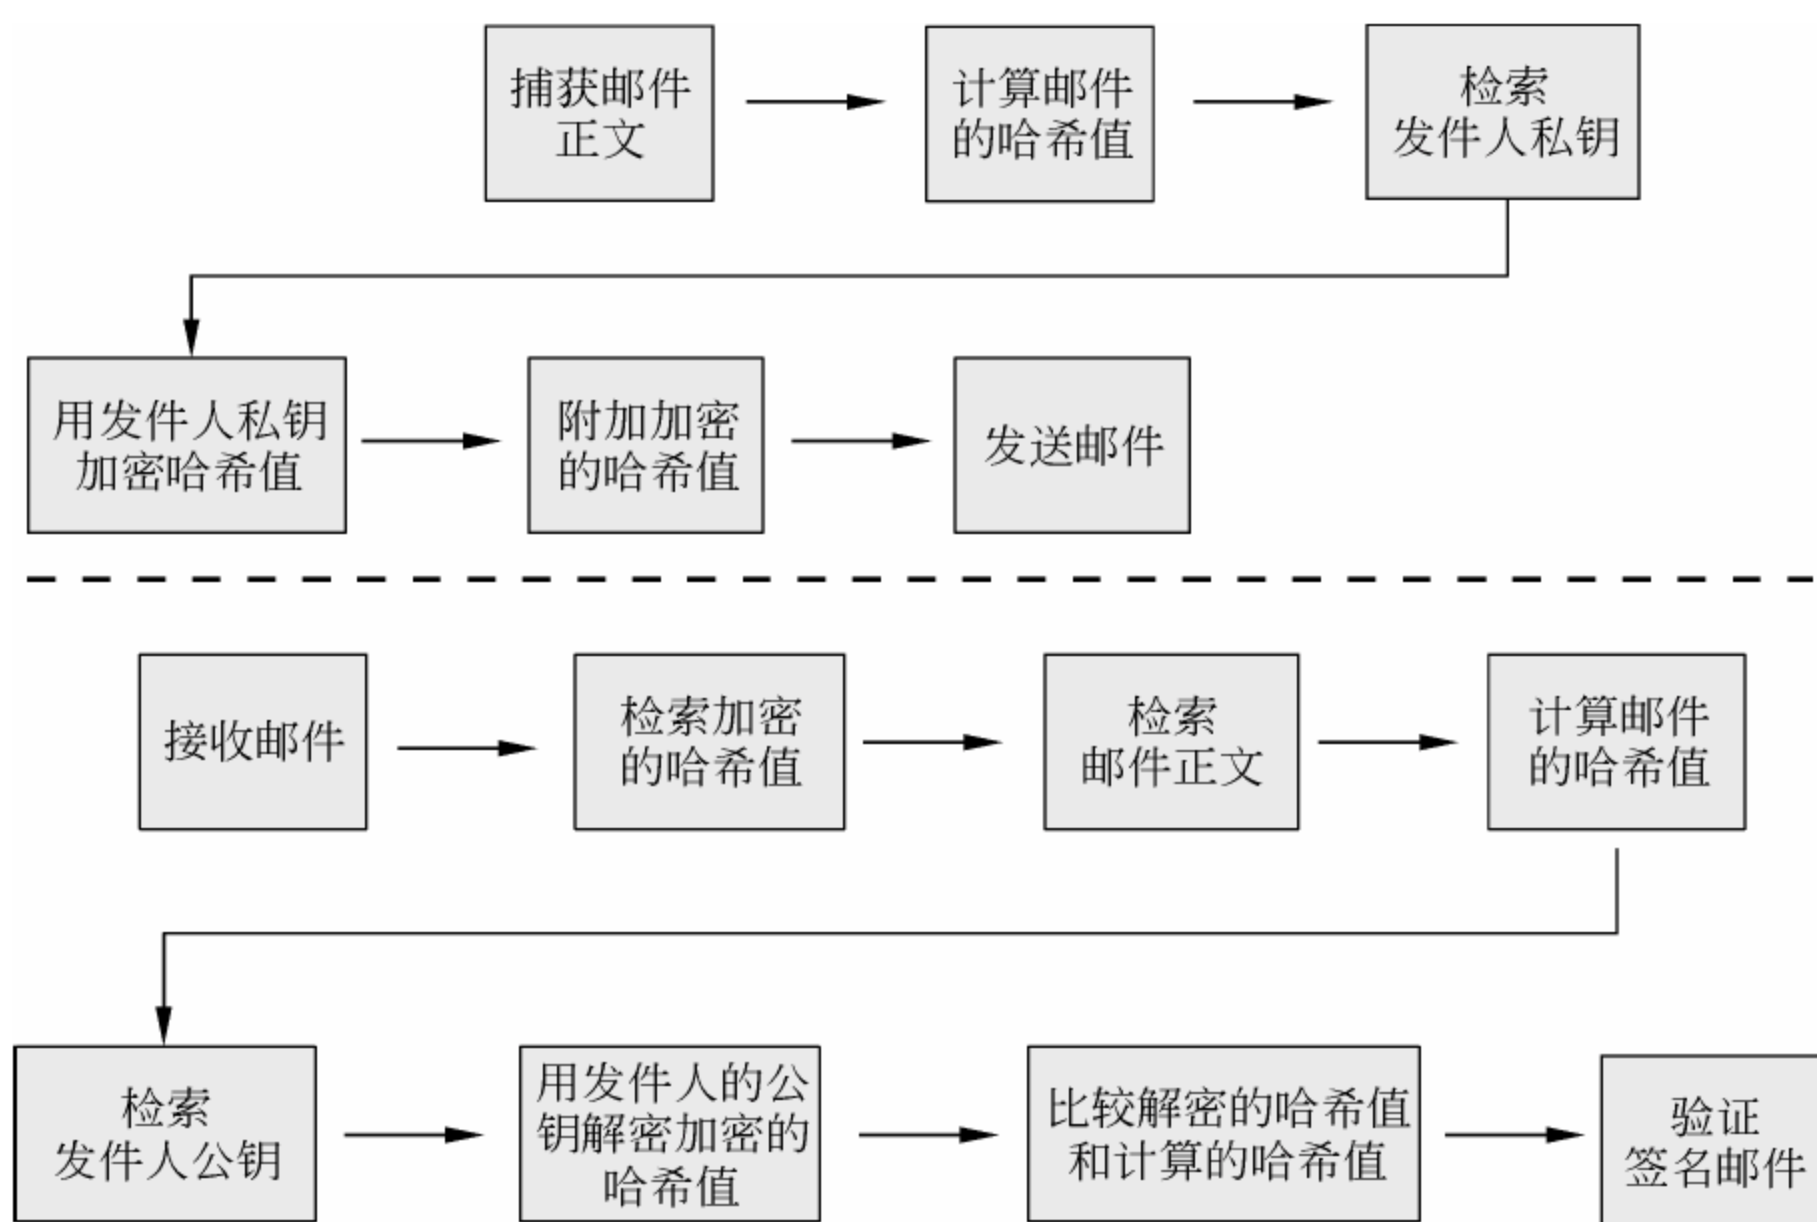 捕获邮件
正文
计算邮件
的哈希值
检索
发件人私钥
用发件人私钥
加密哈希值
附加加密
的哈希值
发送邮件
接收邮件
检索加密
的哈希值
检索
邮件正文
计算邮件
的哈希值
检索
发件人公钥
用发件人的公
钥解密加密的
哈希值
比较解密的哈希值
和计算的哈希值
验证
签名邮件